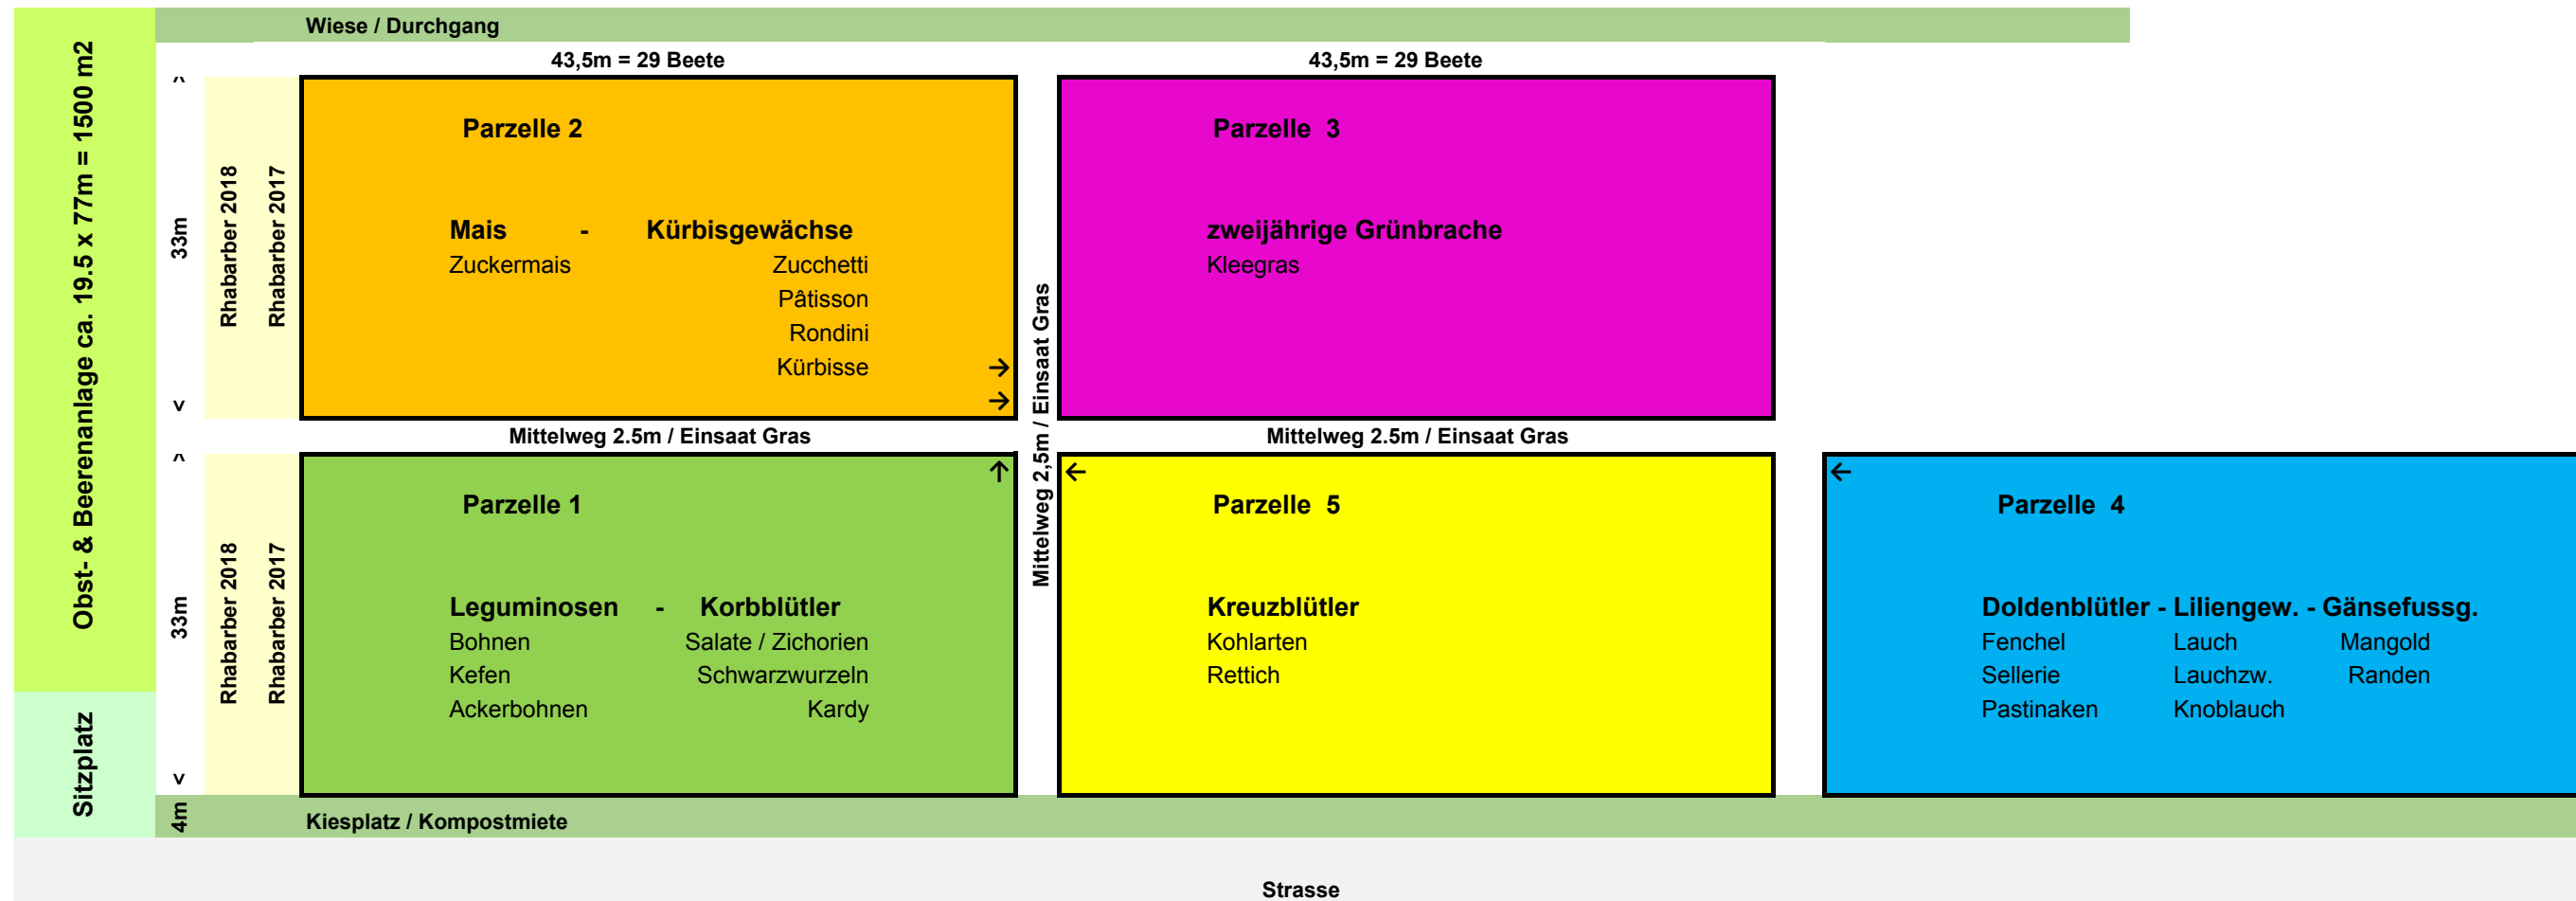 Obst- & Beerenanlage ca. 19.5 x 77m = 1500 m2
Sitzplatz
Wiese / Durchgang
43,5m = 29 Beete
43,5m = 29 Beete
33m
Rhabarber 2018
Rhabarber 2017
Parzelle 2
Mais - Kürbisgewächse
Zuckermais Zucchetti
Pâtisson
Rondini
Kürbisse →
→
Mittelweg 2,5m / Einsaat Gras
Parzelle 3
zweijährige Grünbrache
Kleegras
Mittelweg 2.5m / Einsaat Gras
Mittelweg 2.5m / Einsaat Gras
33m
Rhabarber 2018
Rhabarber 2017
↑
Parzelle 1
Leguminosen - Korbblütler
Bohnen Salate / Zichorien
Kefen Schwarzwurzeln
Ackerbohnen Kardy
←
Parzelle 5
Kreuzblütler
Kohlarten
Rettich
←
Parzelle 4
Doldenblütler - Liliengew. - Gänsefussg.
Fenchel Lauch Mangold
Sellerie Lauchzw. Randen
Pastinaken Knoblauch
4m
Kiesplatz / Kompostmiete
Strasse